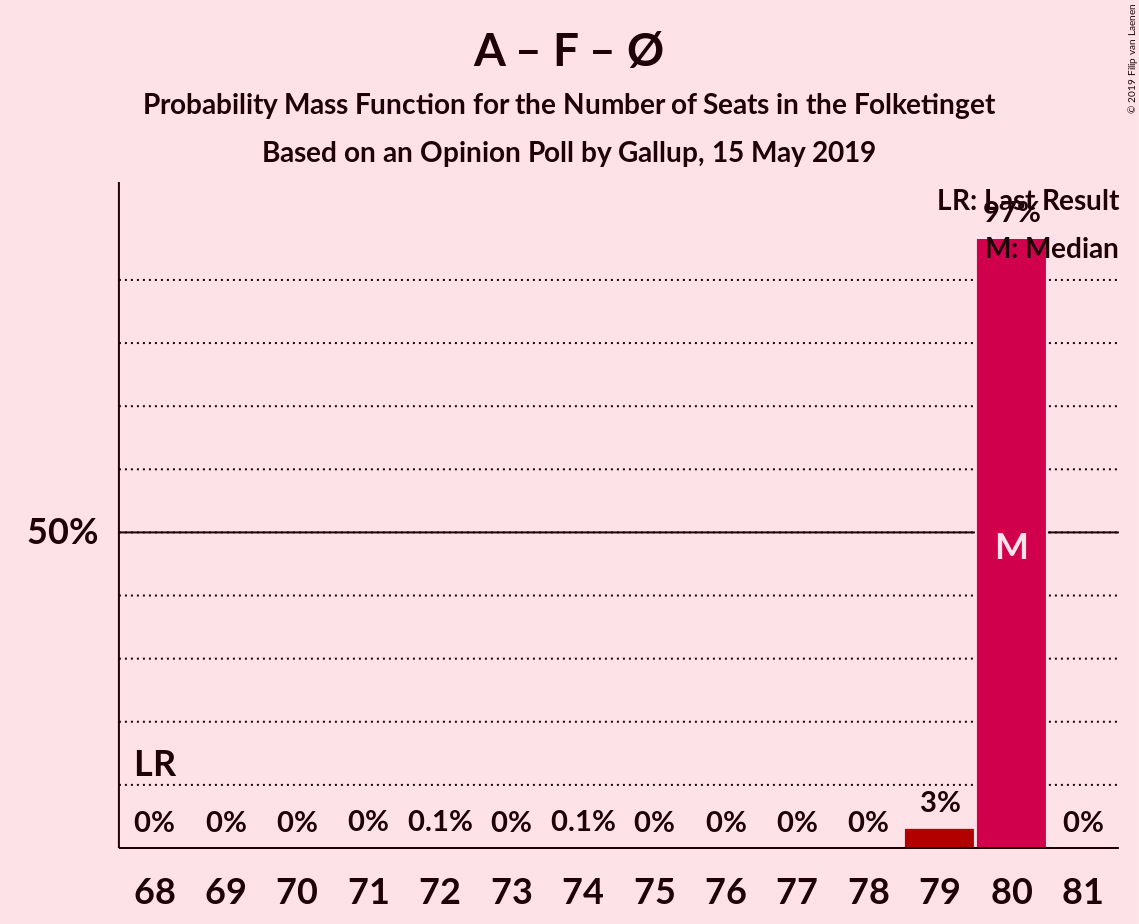 A – F – Ø
Probability Mass Function for the Number of Seats in the Folketinget
Based on an Opinion Poll by Gallup, 15 May 2019
© 2019 Filip van Laenen
LR: Last Result
M: Median
97%
50%
M
LR
0% 0% 0% 0% 0.1% 0% 0.1% 0% 0% 0% 0% 3% 0%
68 69 70 71 72 73 74 75 76 77 78 79 80 81